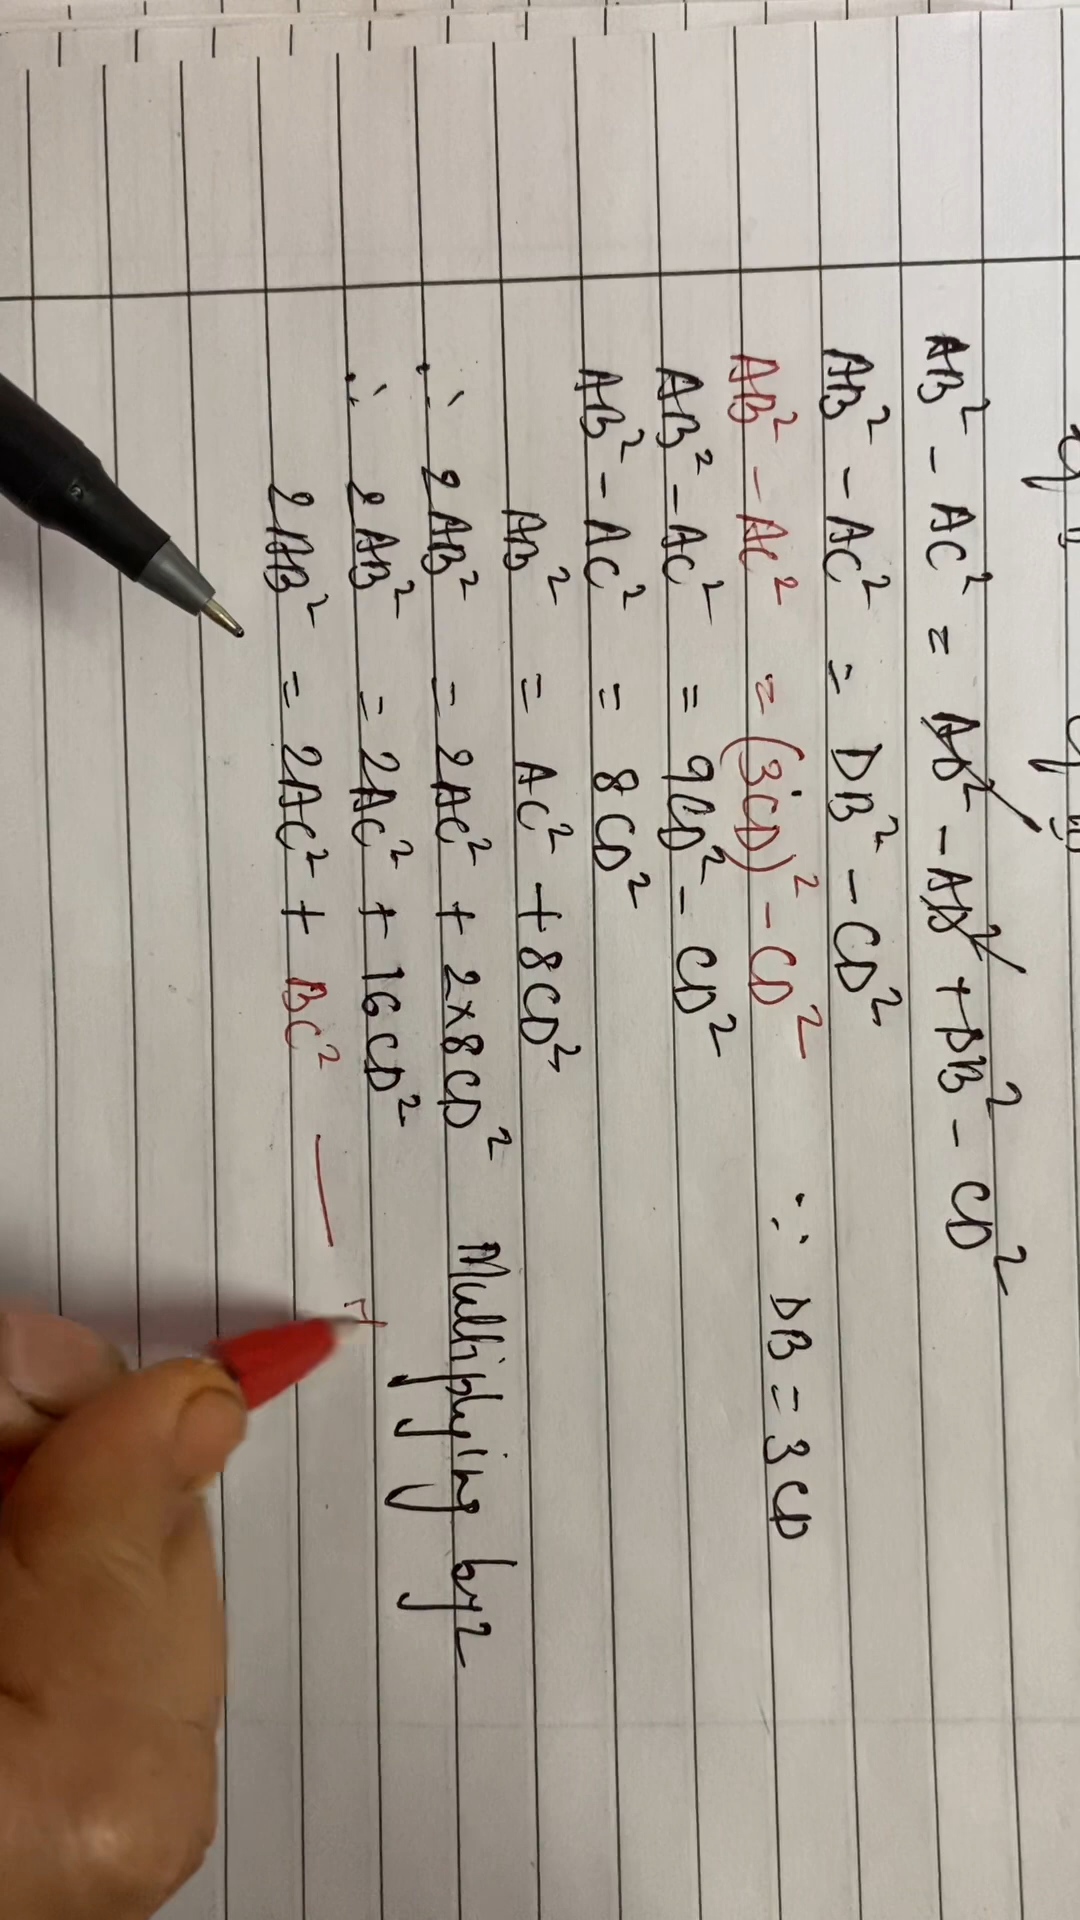 AB² - AC² = AD² - AD² + DB² - CD²
AB² - AC² = DB² - CD²
AB² - AC² = (3CD)² - CD² ∵ DB = 3CD
AB² - AC² = 9CD² - CD²
AB² - AC² = 8CD²
AB² = AC² + 8CD²
∴ 2AB² = 2AC² + 2×8CD² Multiplying by 2
∴ 2AB² = 2AC² + 16CD²
2AB² = 2AC² + BC² —